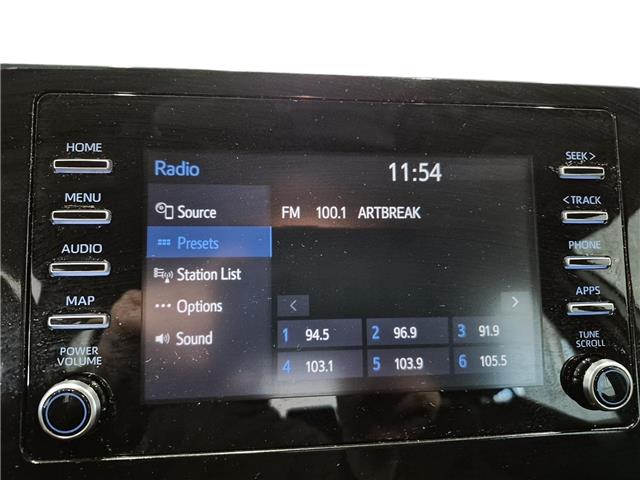 HOME
MENU
AUDIO
MAP
POWER
VOLUME
Radio 11:54
Source
Presets
Station List
Options
Sound
FM 100.1 ARTBREAK
< >
1 94.5 2 96.9 3 91.9
4 103.1 5 103.9 6 105.5
SEEK >
< TRACK
PHONE
APPS
TUNE
SCROLL